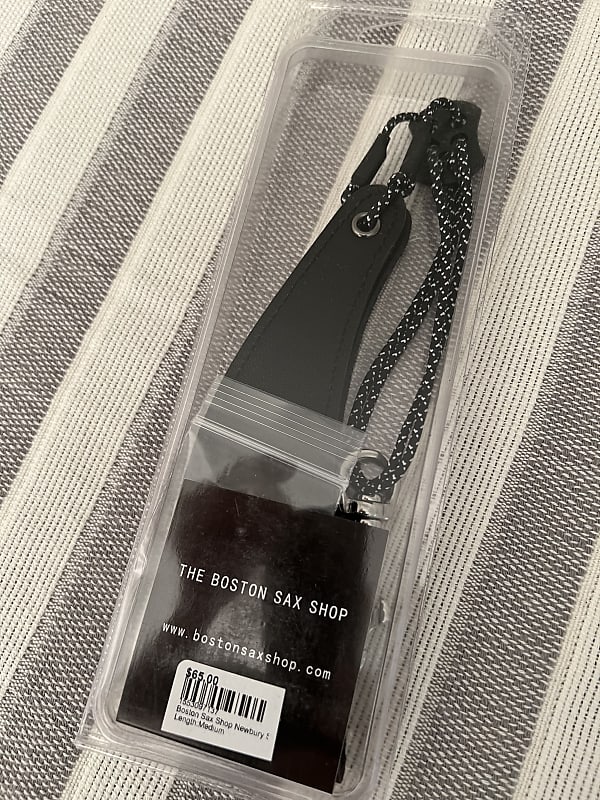 THE BOSTON SAX SHOP
www.bostonsaxshop.com
$65.00
Boston Sax Shop Newbury S
Length:Medium